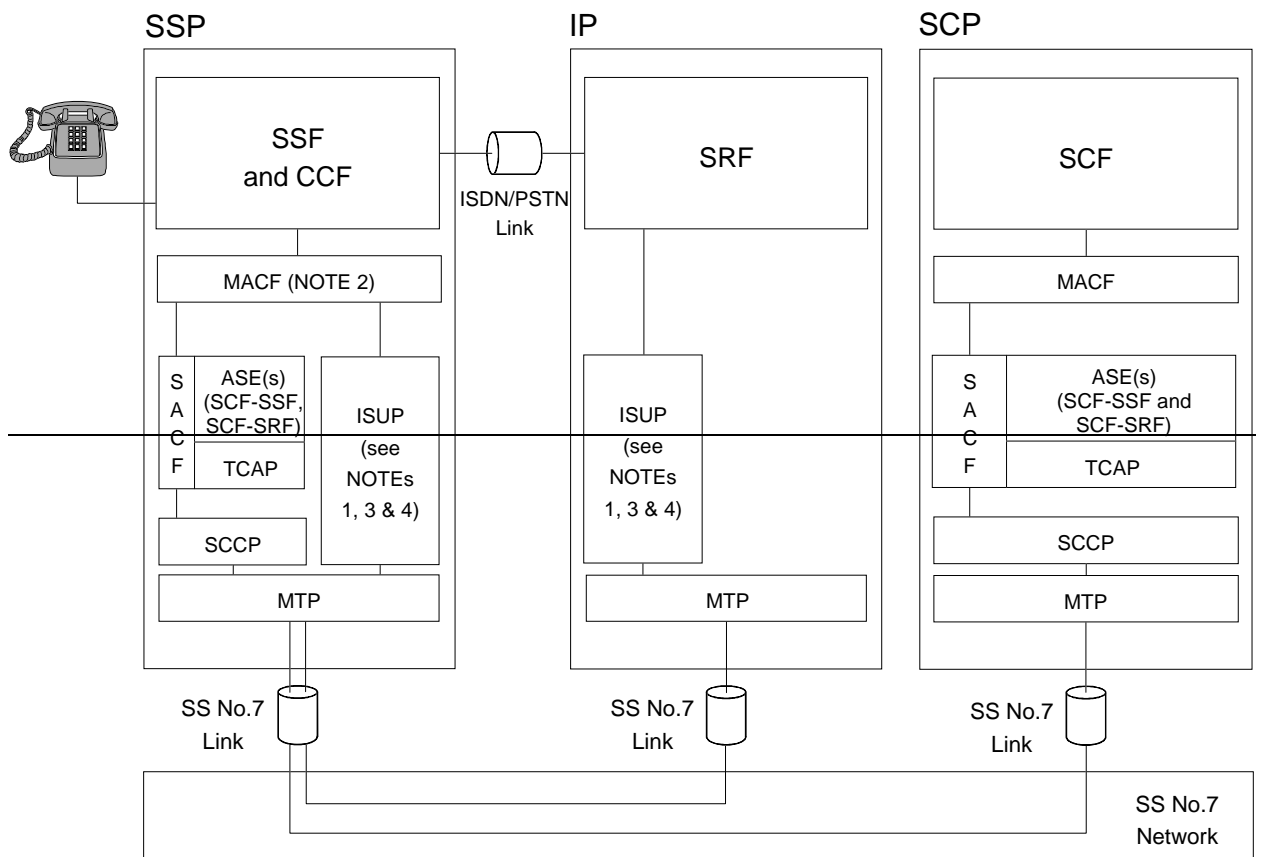 SSP
IP
SCP
SSF
and CCF
ISDN/PSTN
Link
SRF
SCF
MACF (NOTE 2)
MACF
S
A
C
F
ASE(s)
(SCF-SSF,
SCF-SRF)
TCAP
ISUP
(see
NOTEs
1, 3 & 4)
ISUP
(see
NOTEs
1, 3 & 4)
S
A
C
F
ASE(s)
(SCF-SSF and
SCF-SRF)
TCAP
SCCP
SCCP
MTP
MTP
MTP
SS No.7
Link
SS No.7
Link
SS No.7
Link
SS No.7
Network